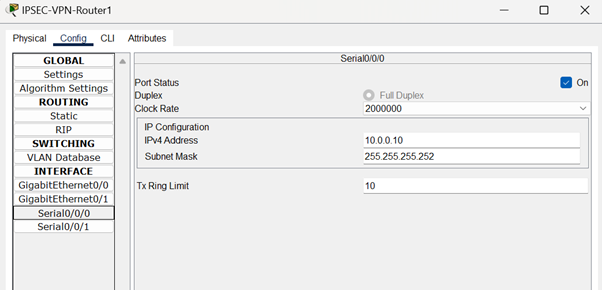 IPSEC-VPN-Router1
Physical Config CLI Attributes
GLOBAL
Settings
Algorithm Settings
ROUTING
Static
RIP
SWITCHING
VLAN Database
INTERFACE
GigabitEthernet0/0
GigabitEthernet0/1
Serial0/0/0
Serial0/0/1
Serial0/0/0
Port Status On
Duplex Full Duplex
Clock Rate 2000000
IP Configuration
IPv4 Address 10.0.0.10
Subnet Mask 255.255.255.252
Tx Ring Limit 10